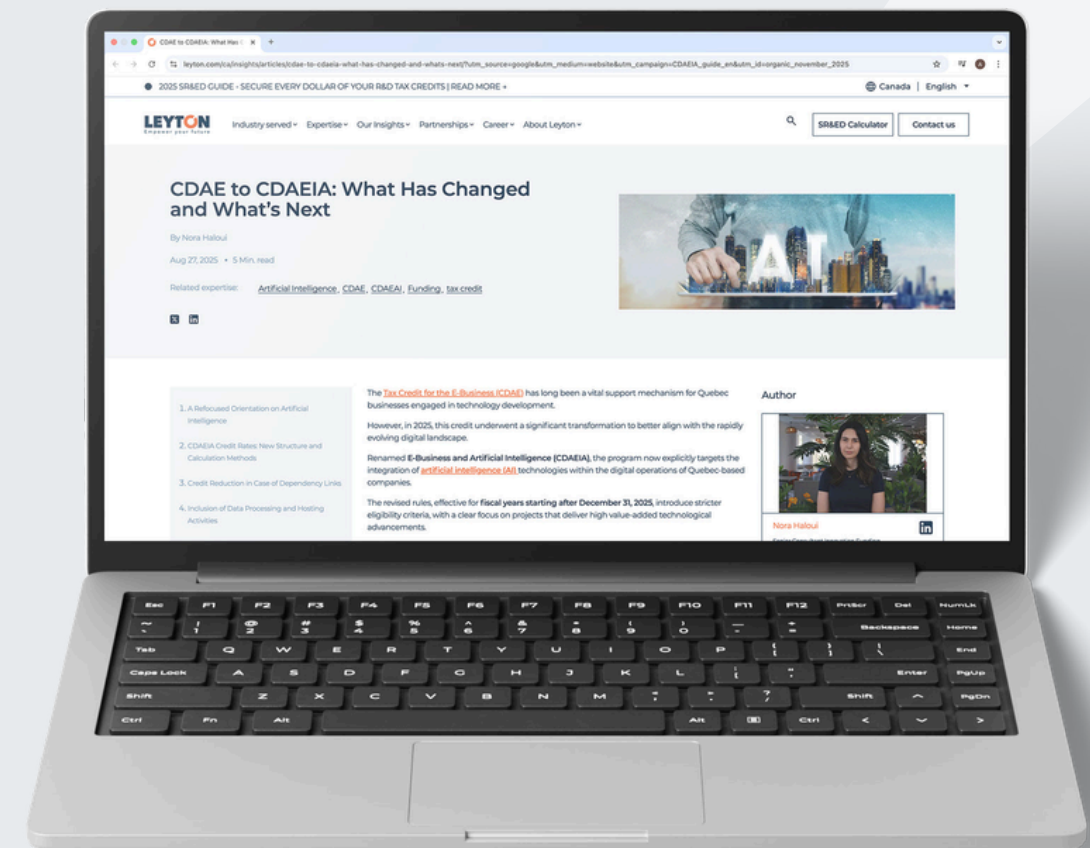 CDAE to CDAEIA: What Has C
leyton.com/ca/insights/articles/cdae-to-cdaeia-what-has-changed-and-whats-next/?utm_source=google&utm_medium=website&utm_campaign=CDAEIA_guide_en&utm_id=organic_november_2025
2025 SR&ED GUIDE - SECURE EVERY DOLLAR OF YOUR R&D TAX CREDITS | READ MORE
Canada | English
LEYTON
Empower your future
Industry served Expertise Our Insights Partnerships Career About Leyton
SR&ED Calculator
Contact us
CDAE to CDAEIA: What Has Changed
and What's Next
By Nora Haloui
Aug 27, 2025 • 5 Min. read
Related expertise: Artificial Intelligence, CDAE, CDAEAI, Funding, tax credit
AI
in
1. A Refocused Orientation on Artificial
Intelligence
2. CDAEIA Credit Rates: New Structure and
Calculation Methods
3. Credit Reduction in Case of Dependency Links
4. Inclusion of Data Processing and Hosting
Activities
The Tax Credit for the E-Business (CDAE) has long been a vital support mechanism for Quebec
businesses engaged in technology development.
However, in 2025, this credit underwent a significant transformation to better align with the rapidly
evolving digital landscape.
Renamed E-Business and Artificial Intelligence (CDAEIA), the program now explicitly targets the
integration of artificial intelligence (AI) technologies within the digital operations of Quebec-based
companies.
The revised rules, effective for fiscal years starting after December 31, 2025, introduce stricter
eligibility criteria, with a clear focus on projects that deliver high value-added technological
advancements.
Author
Nora Haloui
in
Esc F1 F2 F3 F4 F5 F6 F7 F8 F9 F10 F11 F12 PrtScr Del NumLk
~ ` ! 1 @ 2 # 3 $ 4 % 5 ^ 6 & 7 * 8 ( 9 ) 0 Backspace Home
Tab Q W E R T Y U I O P { [ } ] | \ End
Caps Lock A S D F G H J K L Enter PgUp
Shift Z X C V B N M ? / Shift PgDn
Ctrl Fn Alt Alt Ctrl < >